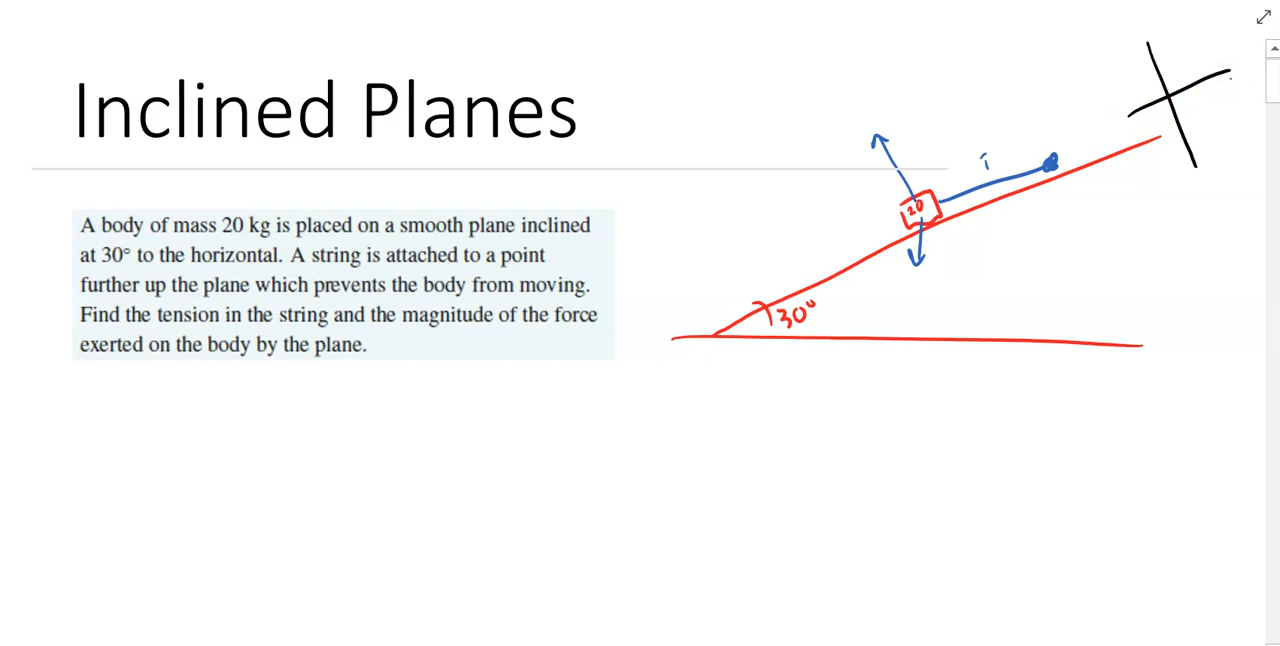 Inclined Planes
A body of mass 20 kg is placed on a smooth plane inclined
at 30° to the horizontal. A string is attached to a point
further up the plane which prevents the body from moving.
Find the tension in the string and the magnitude of the force
exerted on the body by the plane.
20
30°